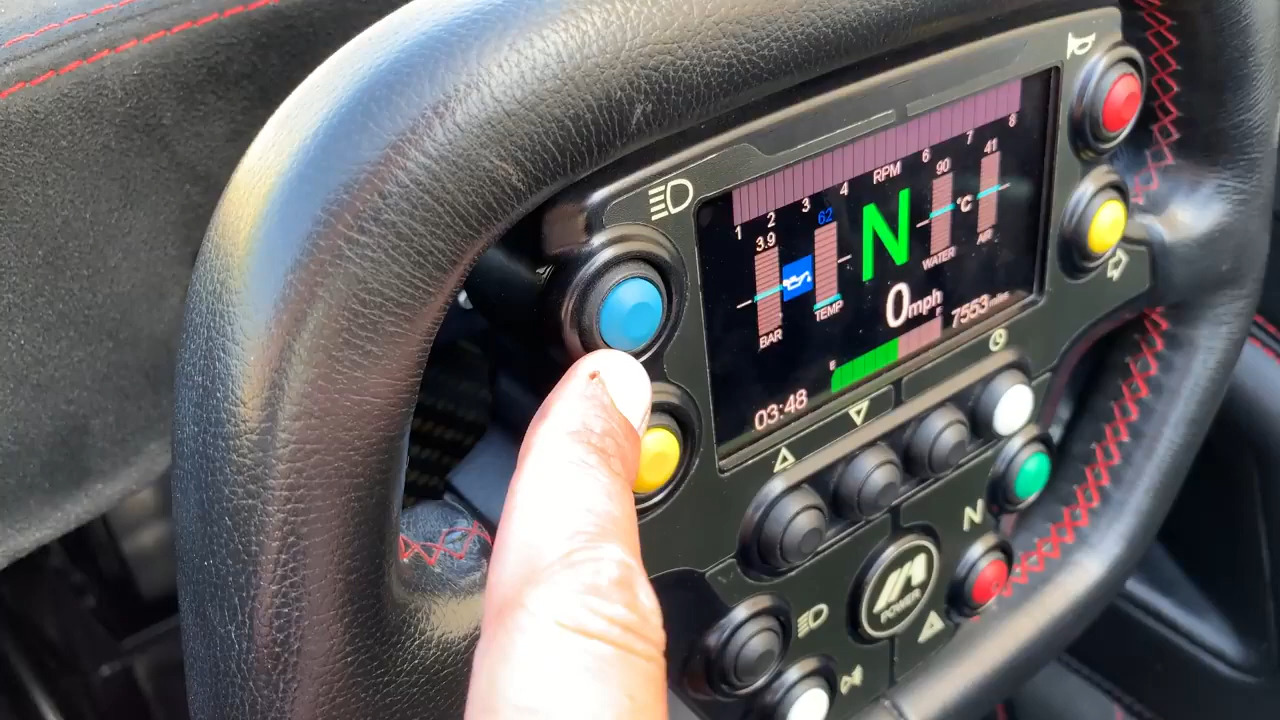 1 2 3 4 RPM 6 7 8
3.9 62 N 90 °C 41
BAR TEMP WATER AIR
0mph
7553 miles
E F
03:48
N
POWER